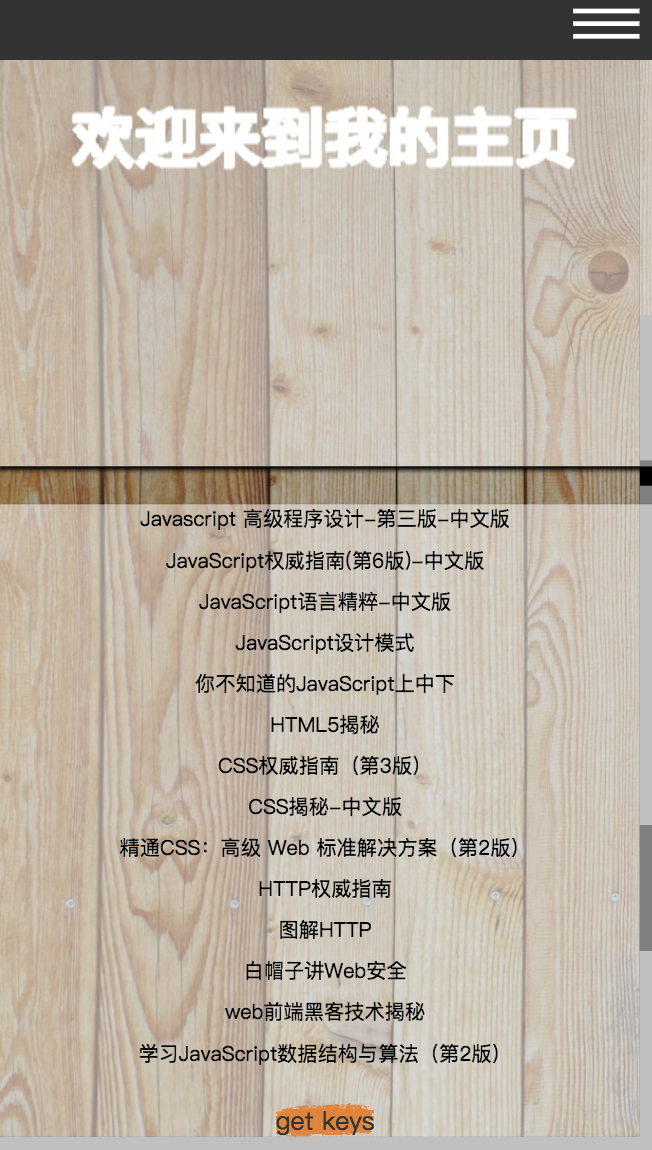 欢迎来到我的主页
Javascript 高级程序设计-第三版-中文版
JavaScript权威指南(第6版)-中文版
JavaScript语言精粹-中文版
JavaScript设计模式
你不知道的JavaScript上中下
HTML5揭秘
CSS权威指南（第3版）
CSS揭秘-中文版
精通CSS：高级 Web 标准解决方案（第2版）
HTTP权威指南
图解HTTP
白帽子讲Web安全
web前端黑客技术揭秘
学习JavaScript数据结构与算法（第2版）
get keys